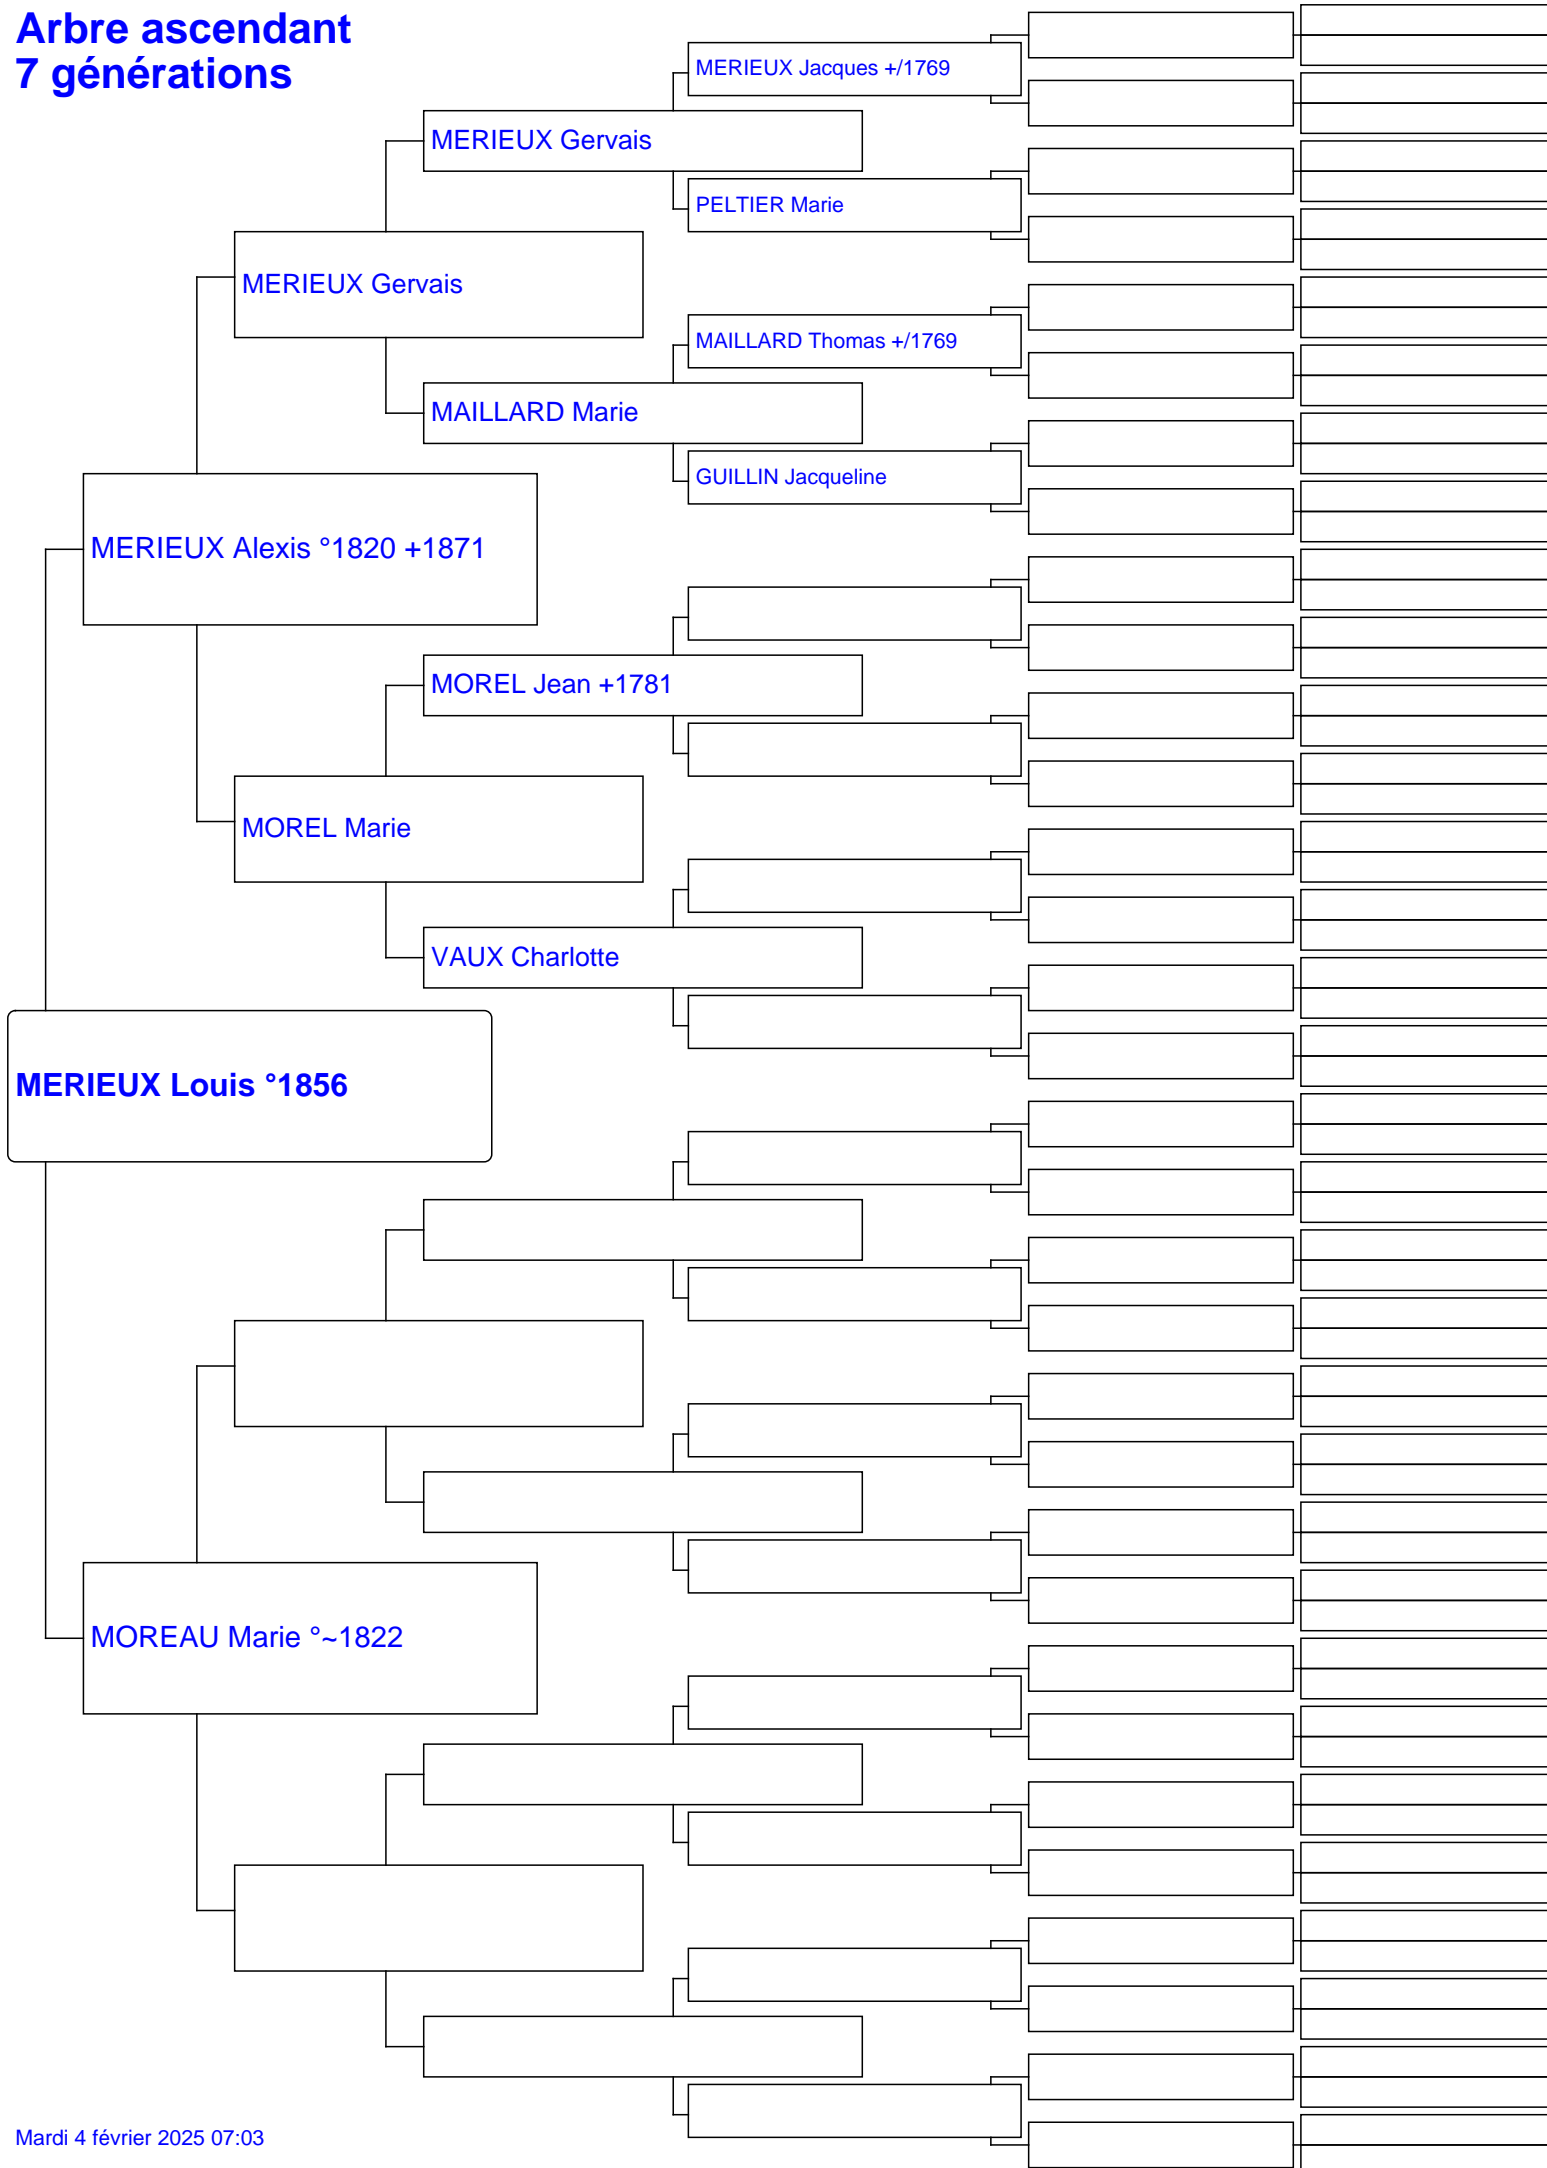 Arbre ascendant
7 générations
MERIEUX Jacques +/1769
MERIEUX Gervais
PELTIER Marie
MERIEUX Gervais
MAILLARD Thomas +/1769
MAILLARD Marie
GUILLIN Jacqueline
MERIEUX Alexis °1820 +1871
MOREL Jean +1781
MOREL Marie
VAUX Charlotte
MERIEUX Louis °1856
MOREAU Marie °~1822
Mardi 4 février 2025 07:03